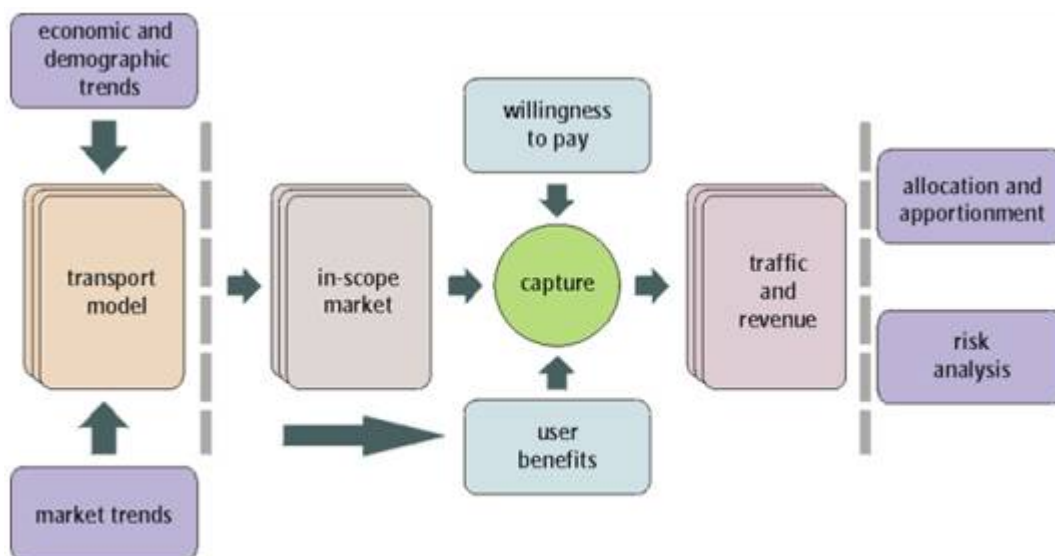 economic and
demographic
trends
willingness
to pay
allocation and
apportionment
transport
model
in-scope
market
capture
traffic
and
revenue
risk
analysis
user
benefits
market trends